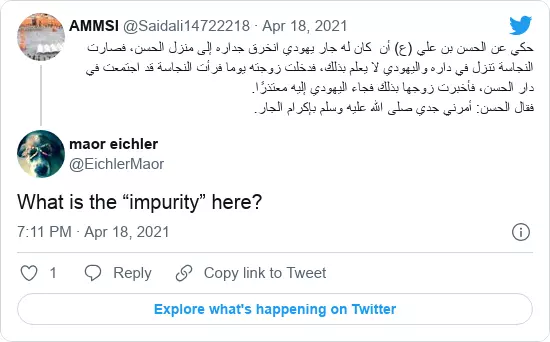 AMMSI @Saidali14722218 · Apr 18, 2021
حكي عن الحسن بن علي (ع) أن كان له جار يهودي انخرق جداره إلى منزل الحسن، فصارت
النجاسة تتنزل في داره واليهودي لا يعلم بذلك، فدخلت زوجته يوما فرأت النجاسة قد اجتمعت في
دار الحسن، فأخبرت زوجها بذلك فجاء اليهودي إليه معتذرًا.
فقال الحسن: أمرني جدي صلى الله عليه وسلم بإكرام الجار.
maor eichler
@EichlerMaor
What is the “impurity” here?
7:11 PM · Apr 18, 2021
1 Reply Copy link to Tweet
Explore what's happening on Twitter